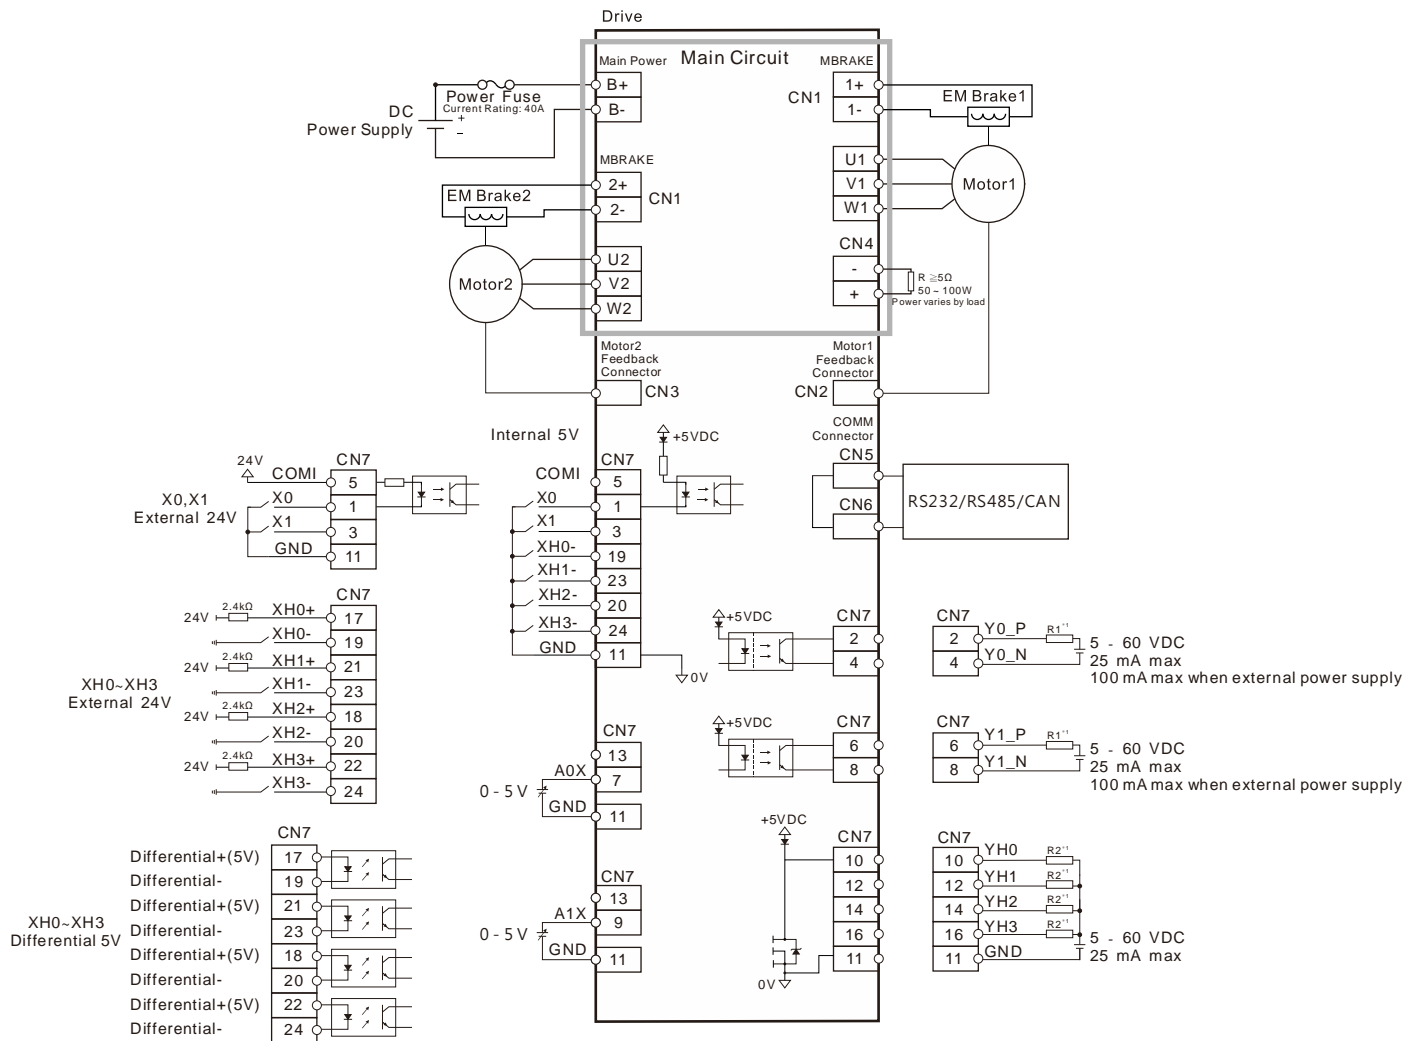 Drive
Main Circuit
Main Power
B+
B-
Power Fuse
Current Rating: 40A
DC
Power Supply
+
–
MBRAKE
CN1
1+
1-
EM Brake1
U1
V1
W1
Motor1
MBRAKE
2+
2-
CN1
EM Brake2
U2
V2
W2
Motor2
CN4
-
+
R ≧5Ω
50 ~ 100W
Power varies by load
Motor2
Feedback
Connector
CN3
Motor1
Feedback
Connector
CN2
COMM
Connector
CN5
CN6
RS232/RS485/CAN
24V
COMI
CN7
5
X0
1
X1
3
GND
11
X0,X1
External 24V
Internal 5V
CN7
COMI
5
X0
1
X1
3
XH0-
19
XH1-
23
XH2-
20
XH3-
24
GND
11
+5VDC
0V
CN7
24V
2.4kΩ
XH0+
17
XH0-
19
24V
2.4kΩ
XH1+
21
XH1-
23
24V
2.4kΩ
XH2+
18
XH2-
20
24V
2.4kΩ
XH3+
22
XH3-
24
XH0~XH3
External 24V
CN7
Differential+(5V)
17
Differential-
19
Differential+(5V)
21
Differential-
23
Differential+(5V)
18
Differential-
20
Differential+(5V)
22
Differential-
24
XH0~XH3
Differential 5V
CN7
13
A0X
7
GND
11
0 - 5V
CN7
13
A1X
9
GND
11
0 - 5V
+5VDC
CN7
2
4
CN7
2
Y0_P
R1*1
4
Y0_N
5 - 60 VDC
25 mA max
100 mA max when external power supply
+5VDC
CN7
6
8
CN7
6
Y1_P
R1*1
8
Y1_N
5 - 60 VDC
25 mA max
100 mA max when external power supply
+5VDC
CN7
10
12
14
16
11
0V
CN7
10
YH0
R2*1
12
YH1
R2*1
14
YH2
R2*1
16
YH3
R2*1
11
GND
5 - 60 VDC
25 mA max